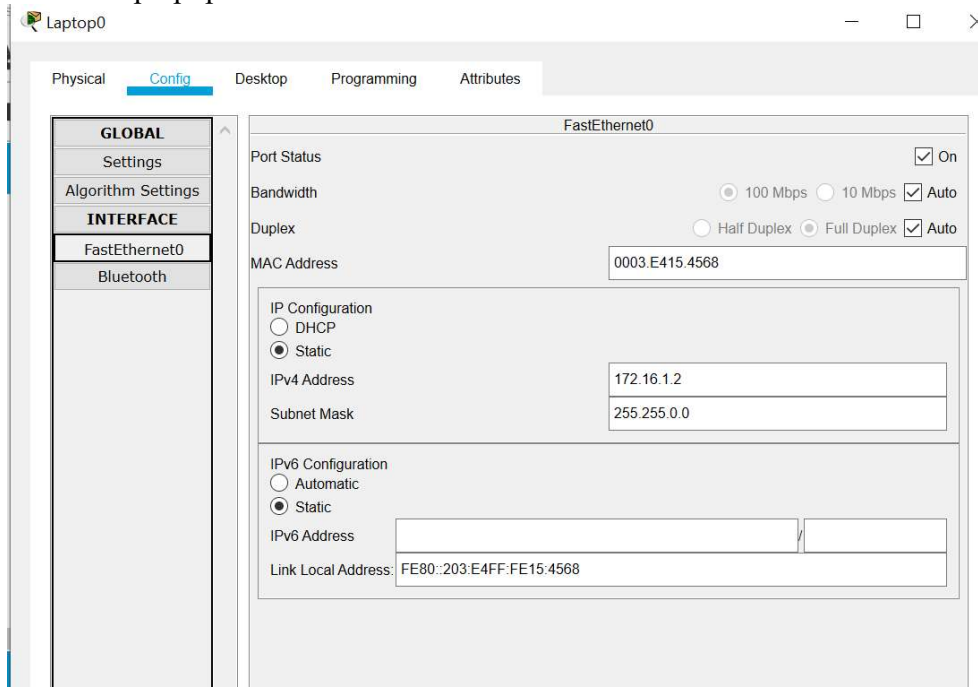 Laptop0
Physical Config Desktop Programming Attributes
GLOBAL
Settings
Algorithm Settings
INTERFACE
FastEthernet0
Bluetooth
FastEthernet0
Port Status On
Bandwidth 100 Mbps 10 Mbps Auto
Duplex Half Duplex Full Duplex Auto
MAC Address 0003.E415.4568
IP Configuration
DHCP
Static
IPv4 Address 172.16.1.2
Subnet Mask 255.255.0.0
IPv6 Configuration
Automatic
Static
IPv6 Address /
Link Local Address: FE80::203:E4FF:FE15:4568